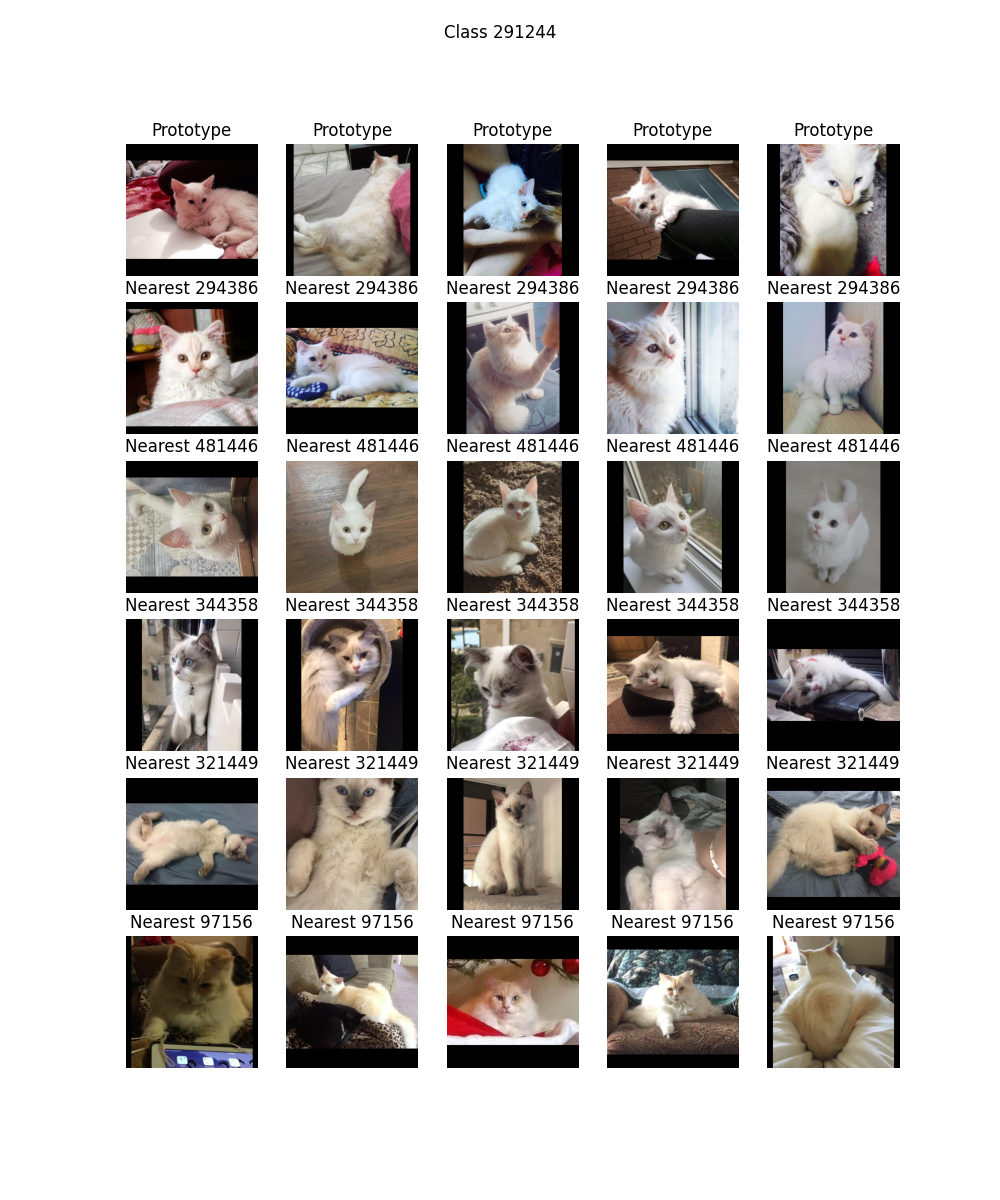 Class 291244
Prototype Prototype Prototype Prototype Prototype
Nearest 294386 Nearest 294386 Nearest 294386 Nearest 294386 Nearest 294386
Nearest 481446 Nearest 481446 Nearest 481446 Nearest 481446 Nearest 481446
Nearest 344358 Nearest 344358 Nearest 344358 Nearest 344358 Nearest 344358
Nearest 321449 Nearest 321449 Nearest 321449 Nearest 321449 Nearest 321449
Nearest 97156 Nearest 97156 Nearest 97156 Nearest 97156 Nearest 97156